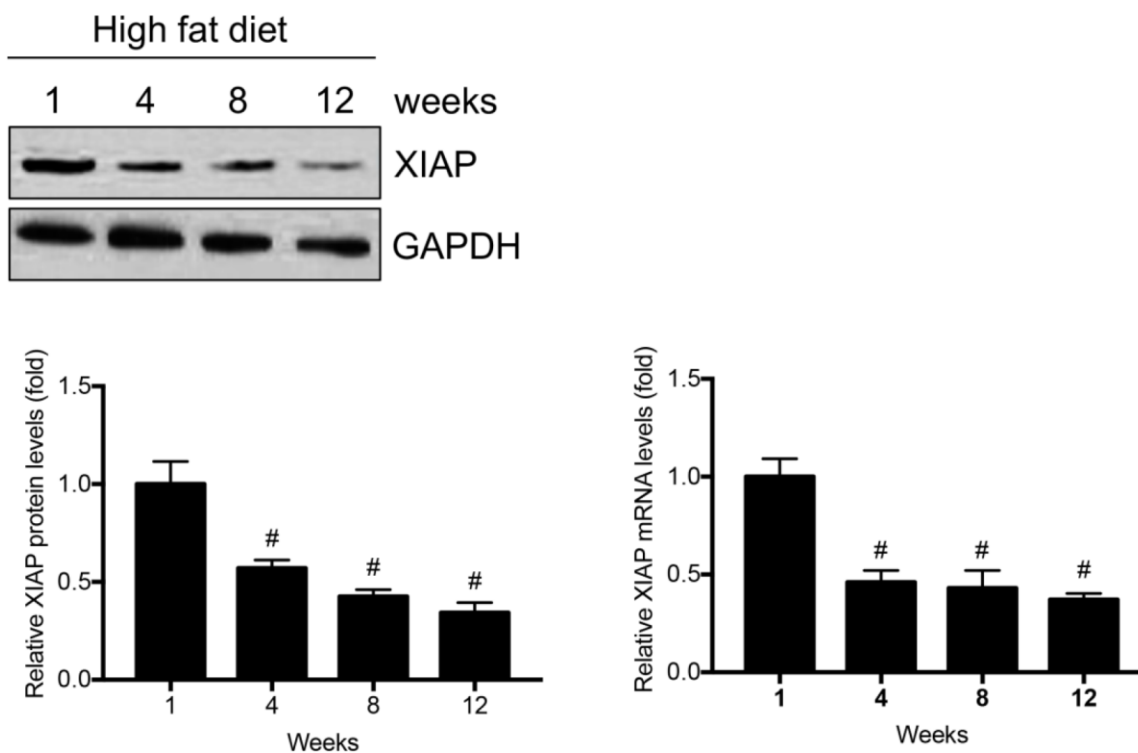 High fat diet
1 4 8 12 weeks
XIAP
GAPDH
Relative XIAP protein levels (fold)
1.5
1.0
0.5
0.0
#
#
#
1 4 8 12
Weeks
Relative XIAP mRNA levels (fold)
1.5
1.0
0.5
0.0
#
#
#
1 4 8 12
Weeks